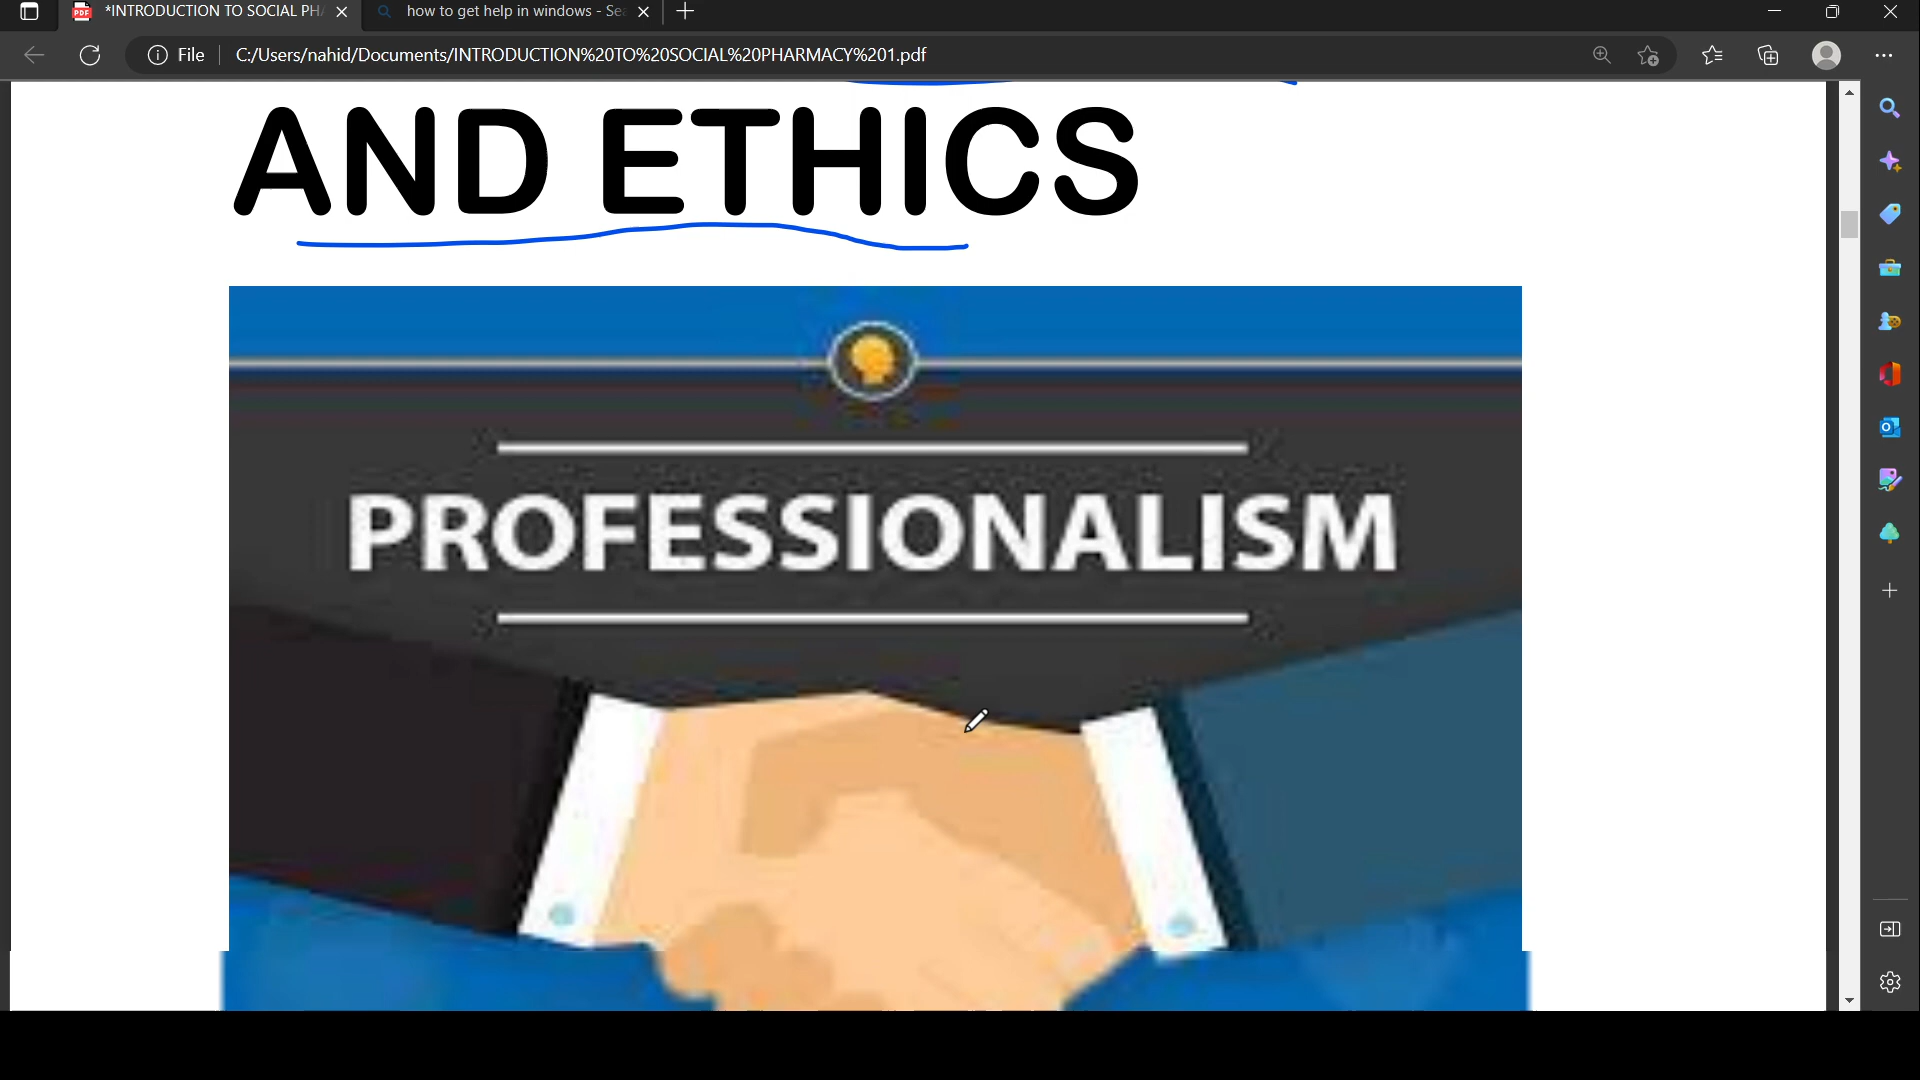 *INTRODUCTION TO SOCIAL PH
how to get help in windows - Se
File
C:/Users/nahid/Documents/INTRODUCTION%20TO%20SOCIAL%20PHARMACY%201.pdf
AND ETHICS
PROFESSIONALISM